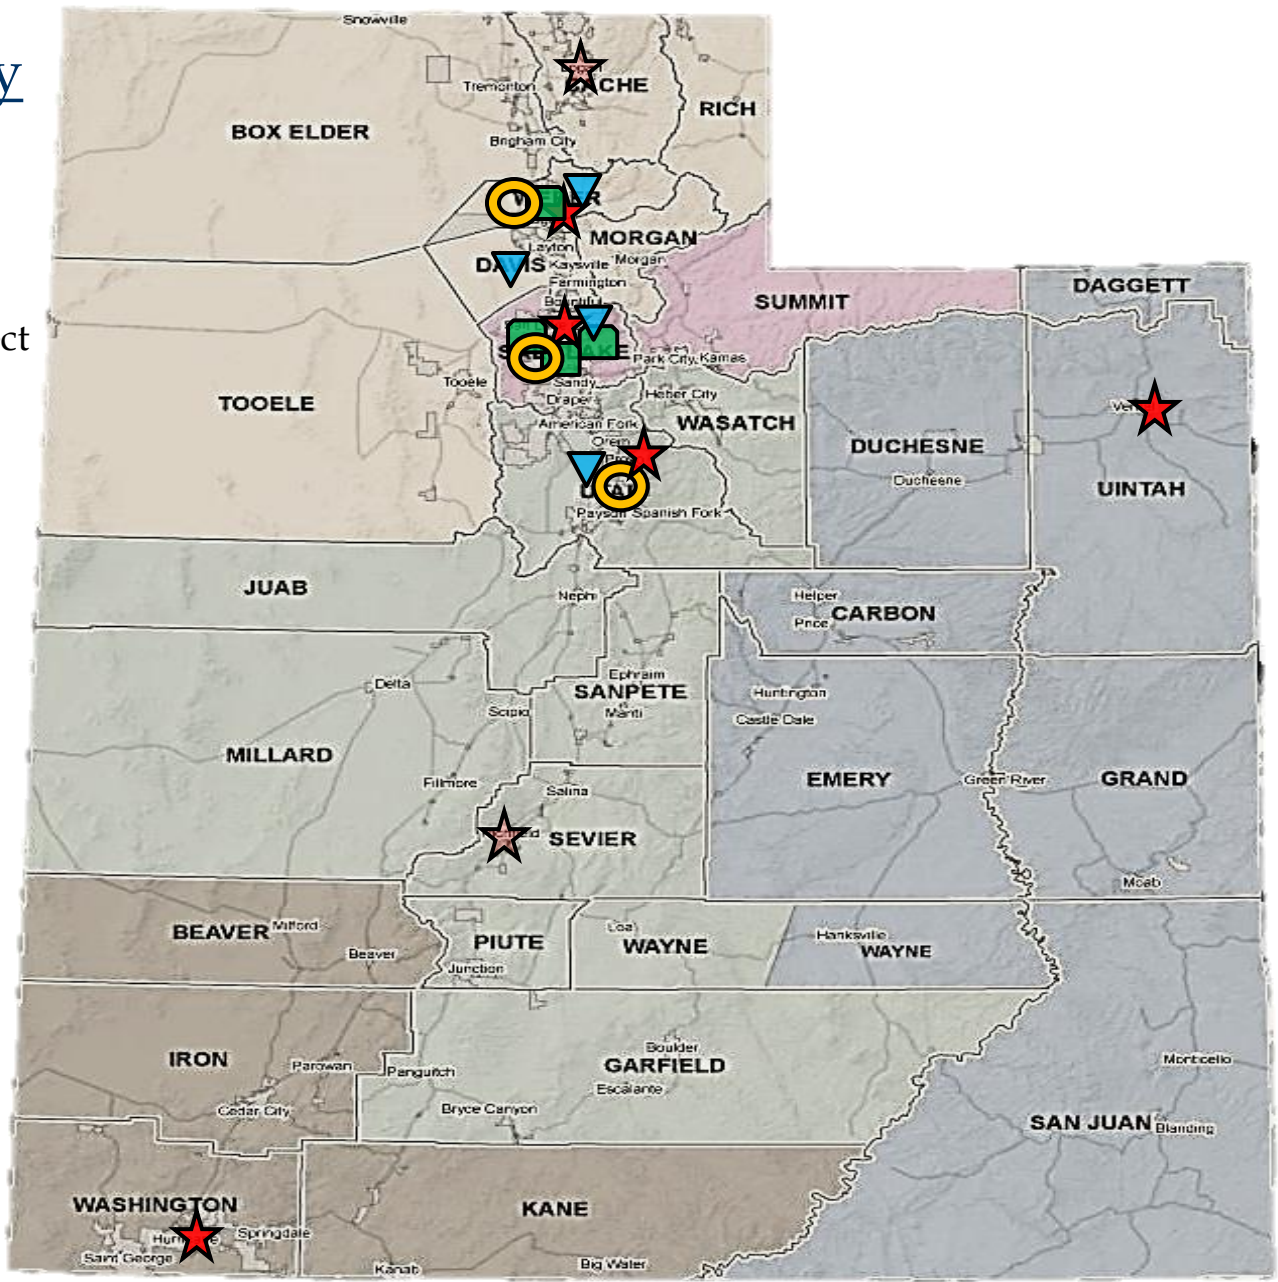 Snowville
y
CHE
Tremonton
RICH
BOX ELDER
Brigham City
MORGAN
Layton
Morgan
Kaysville
Farmington
DAGGETT
SUMMIT
Bountiful
ct
Park City
Kamas
Tooele
Sandy
Heber City
Draper
TOOELE
American Fork
WASATCH
Orem
DUCHESNE
Duchesne
UINTAH
Payson
Spanish Fork
JUAB
Nephi
Helper
CARBON
Price
Ephraim
Delta
SANPETE
Huntington
Scipio
Manti
Castle Dale
MILLARD
Fillmore
EMERY
Green River
GRAND
Salina
SEVIER
Moab
BEAVER
Milford
Loa
Hanksville
PIUTE
WAYNE
WAYNE
Beaver
Junction
Boulder
IRON
Parowan
Panguitch
GARFIELD
Monticello
Escalante
Cedar City
Bryce Canyon
SAN JUAN
Blanding
WASHINGTON
KANE
Springdale
Saint George
Kanab
Big Water